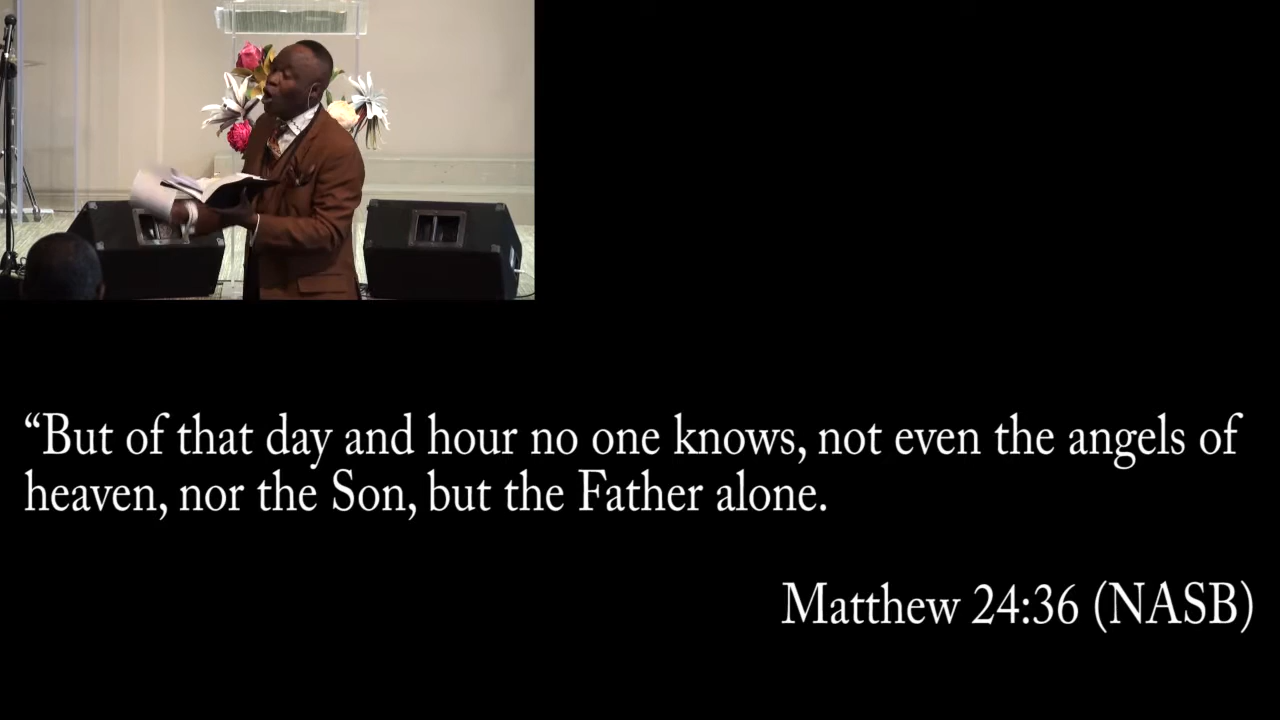 “But of that day and hour no one knows, not even the angels of
heaven, nor the Son, but the Father alone.
Matthew 24:36 (NASB)